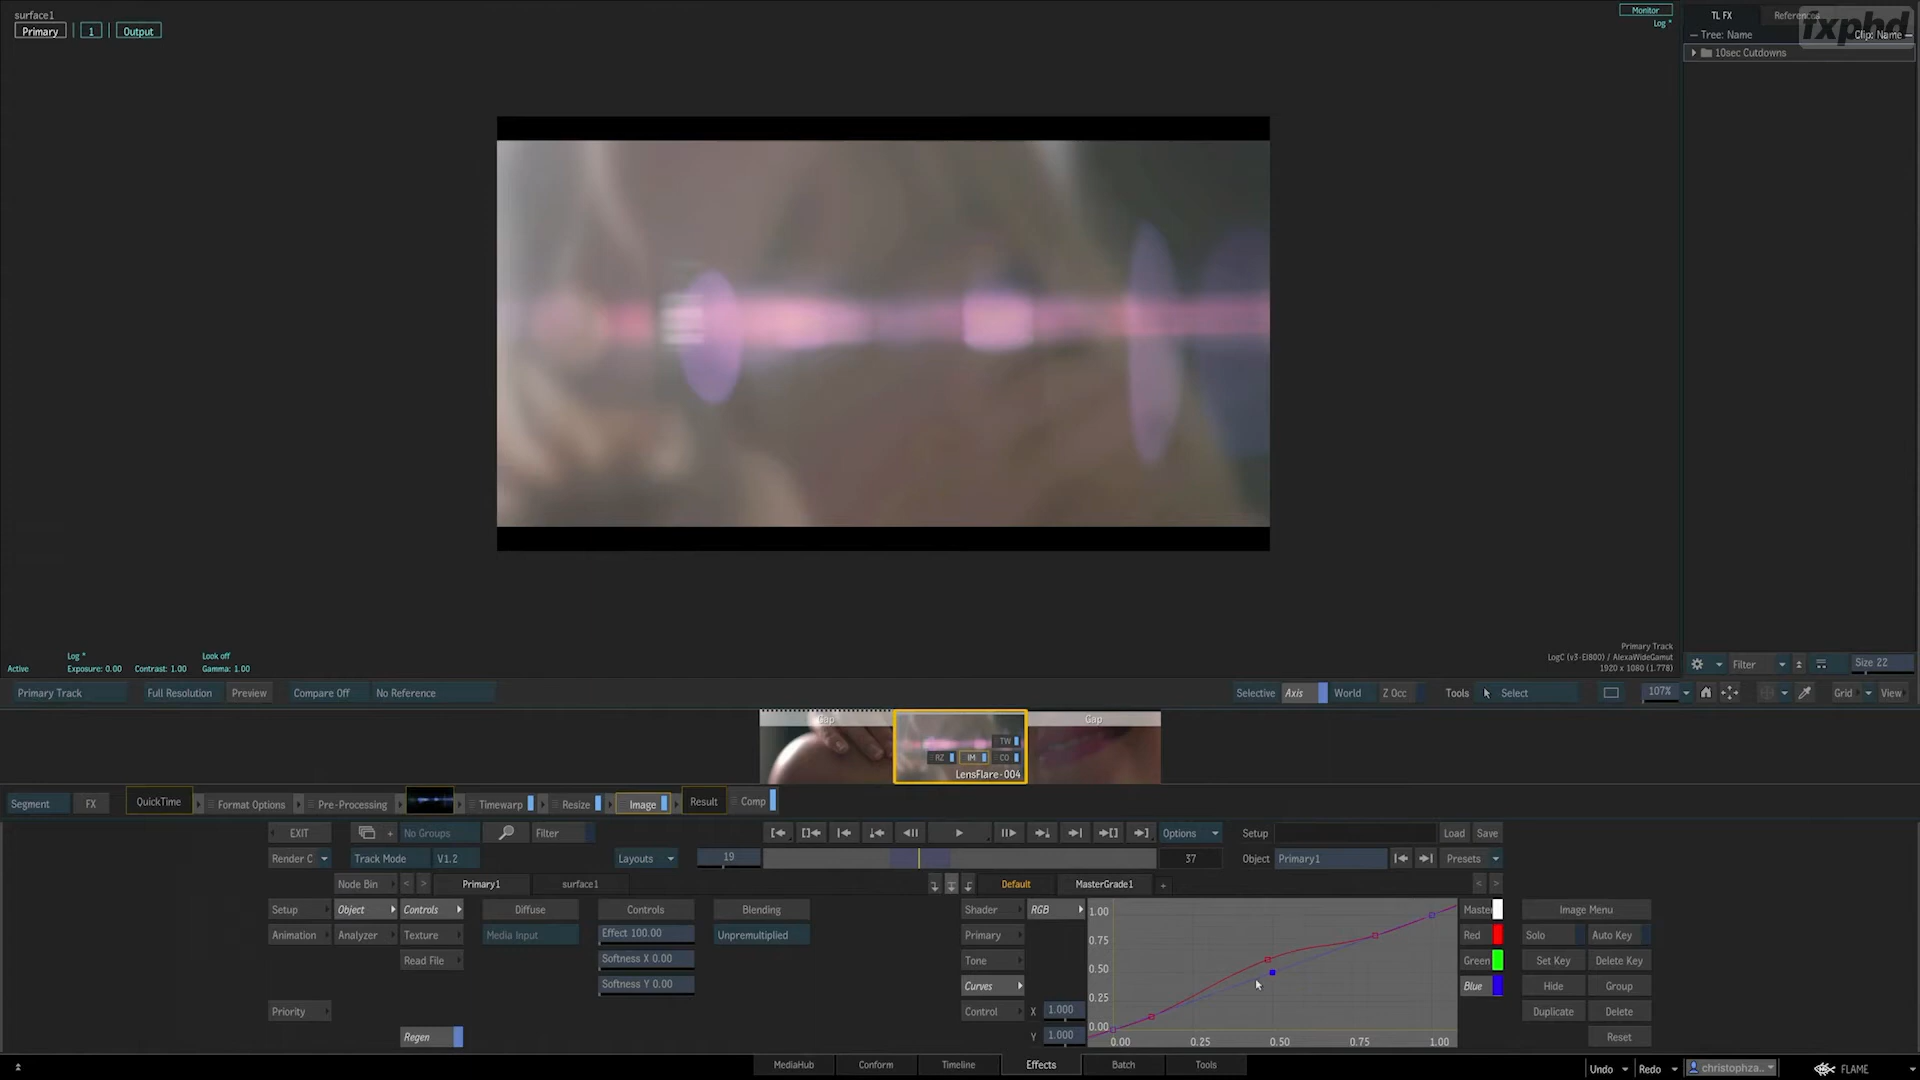 surface1
Primary
1
Output
Monitor
Log *
TL FX
References
fxphd
Tree: Name
Clip: Name
10sec Cutdowns
Active
Log *
Exposure: 0.00
Contrast: 1.00
Look off
Gamma: 1.00
Primary Track
LogC (v3-EI800) / AlexaWideGamut
1920 x 1080 (1.778)
Filter
Size 22
Primary Track
Full Resolution
Preview
Compare Off
No Reference
Selective
Axis
World
Z Occ
Tools
Select
107%
Grid
View
Gap
TW
RZ
IM
CO
LensFlare-004
Gap
Segment
FX
QuickTime
Format Options
Pre-Processing
Timewarp
Resize
Image
Result
Comp
EXIT
+
No Groups
Filter
Options
Setup
Load
Save
Render C
Track Mode
V1.2
Layouts
19
37
Object
Primary1
Presets
Node Bin
< >
Primary1
surface1
Default
MasterGrade1
+
< >
Setup
Object
Controls
Diffuse
Controls
Blending
Shader
RGB
1.00
Master
Image Menu
Animation
Analyzer
Texture
Media Input
Effect 100.00
Unpremultiplied
Primary
0.75
Red
Solo
Auto Key
Read File
Softness X 0.00
Tone
0.50
Green
Set Key
Delete Key
Softness Y 0.00
Curves
0.25
Blue
Hide
Group
Priority
Control
X 1.000
0.00
Duplicate
Delete
Regen
Y 1.000
0.00 0.25 0.50 0.75 1.00
Reset
MediaHub
Conform
Timeline
Effects
Batch
Tools
Undo
Redo
christophza..
FLAME